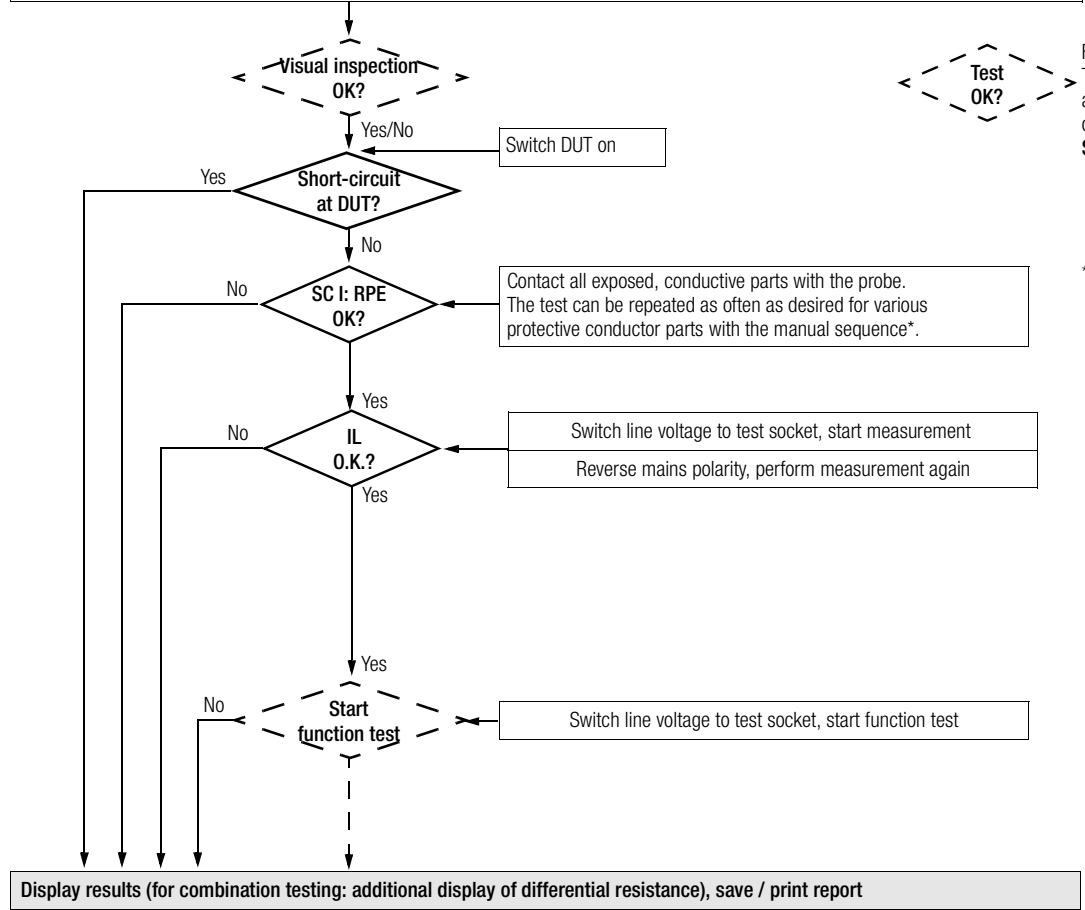 Visual inspection
OK?
Test
OK?
Yes/No
Switch DUT on
Yes
Short-circuit
at DUT?
No
No
SC I: RPE
OK?
Contact all exposed, conductive parts with the probe.
The test can be repeated as often as desired for various
protective conductor parts with the manual sequence*.
Yes
No
IL
O.K.?
Switch line voltage to test socket, start measurement
Reverse mains polarity, perform measurement again
Yes
Yes
No
Start
function test
Switch line voltage to test socket, start function test
Display results (for combination testing: additional display of differential resistance), save / print report